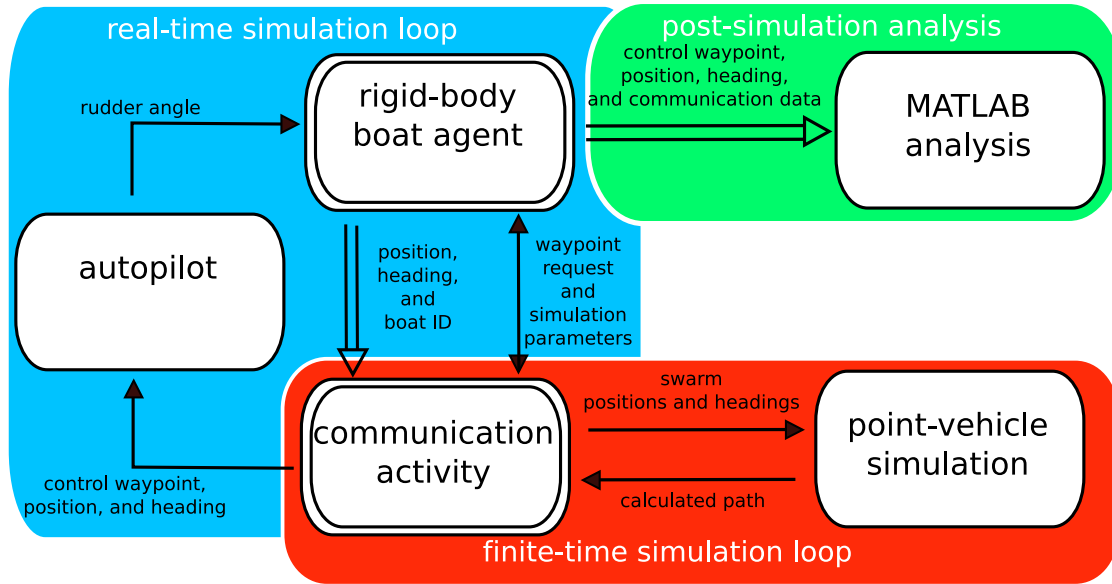 real-time simulation loop
post-simulation analysis
rudder angle
rigid-body
boat agent
control waypoint,
position, heading,
and communication data
MATLAB
analysis
autopilot
position,
heading,
and
boat ID
waypoint
request
and
simulation
parameters
communication
activity
swarm
positions and headings
point-vehicle
simulation
calculated path
control waypoint,
position, and heading
finite-time simulation loop